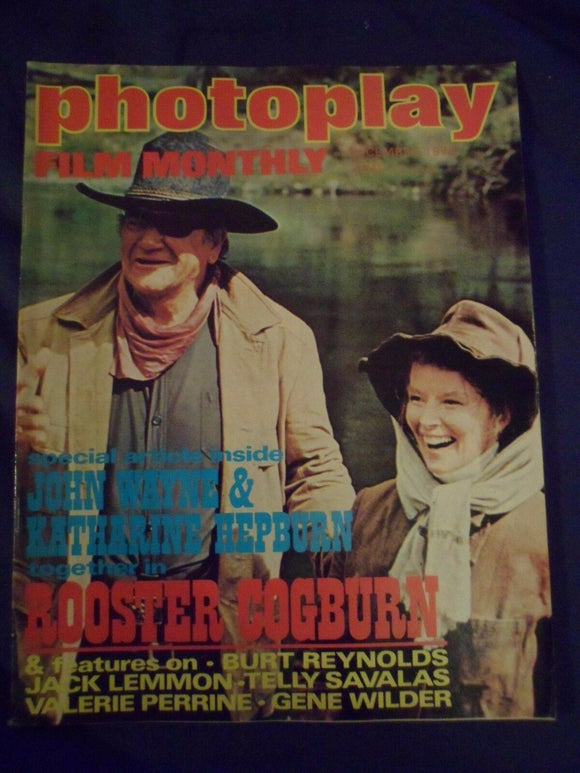 photoplay
FILM MONTHLY
special article inside
JOHN WAYNE &
KATHARINE HEPBURN
together in
ROOSTER COGBURN
& features on • BURT REYNOLDS
JACK LEMMON • TELLY SAVALAS
VALERIE PERRINE • GENE WILDER